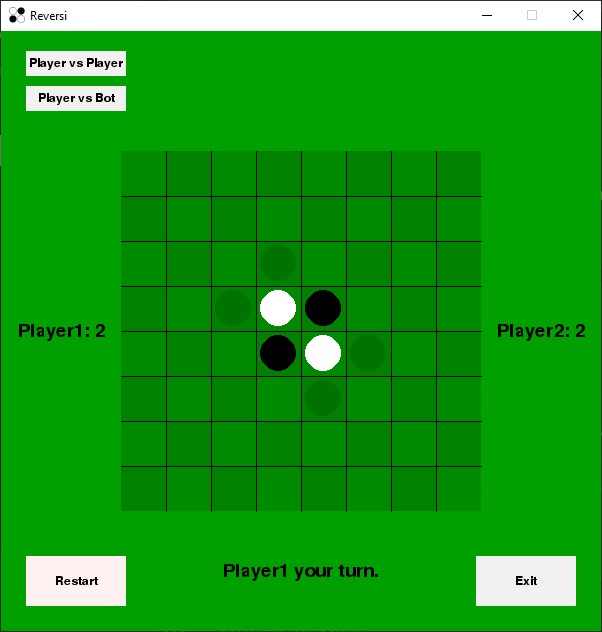 Reversi
Player vs Player
Player vs Bot
Player1: 2
Player2: 2
Player1 your turn.
Restart
Exit